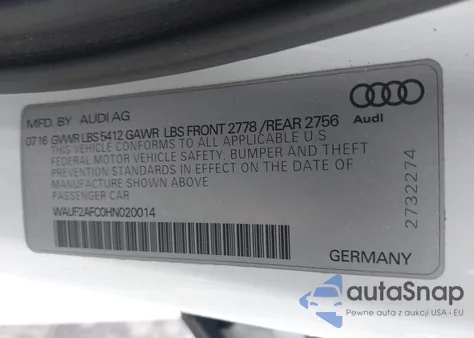 MFD. BY AUDI AG
07 16 GVWR LBS 5412 GAWR LBS FRONT 2778 / REAR 2756
THIS VEHICLE CONFORMS TO ALL APPLICABLE U.S
FEDERAL MOTOR VEHICLE SAFETY, BUMPER AND THEFT
PREVENTION STANDARDS IN EFFECT ON THE DATE OF
MANUFACTURE SHOWN ABOVE.
PASSENGER CAR
WAUF2AFC0HN020014
GERMANY
Audi
2732274
autoSnap
Pewne auta z aukcji USA - EU